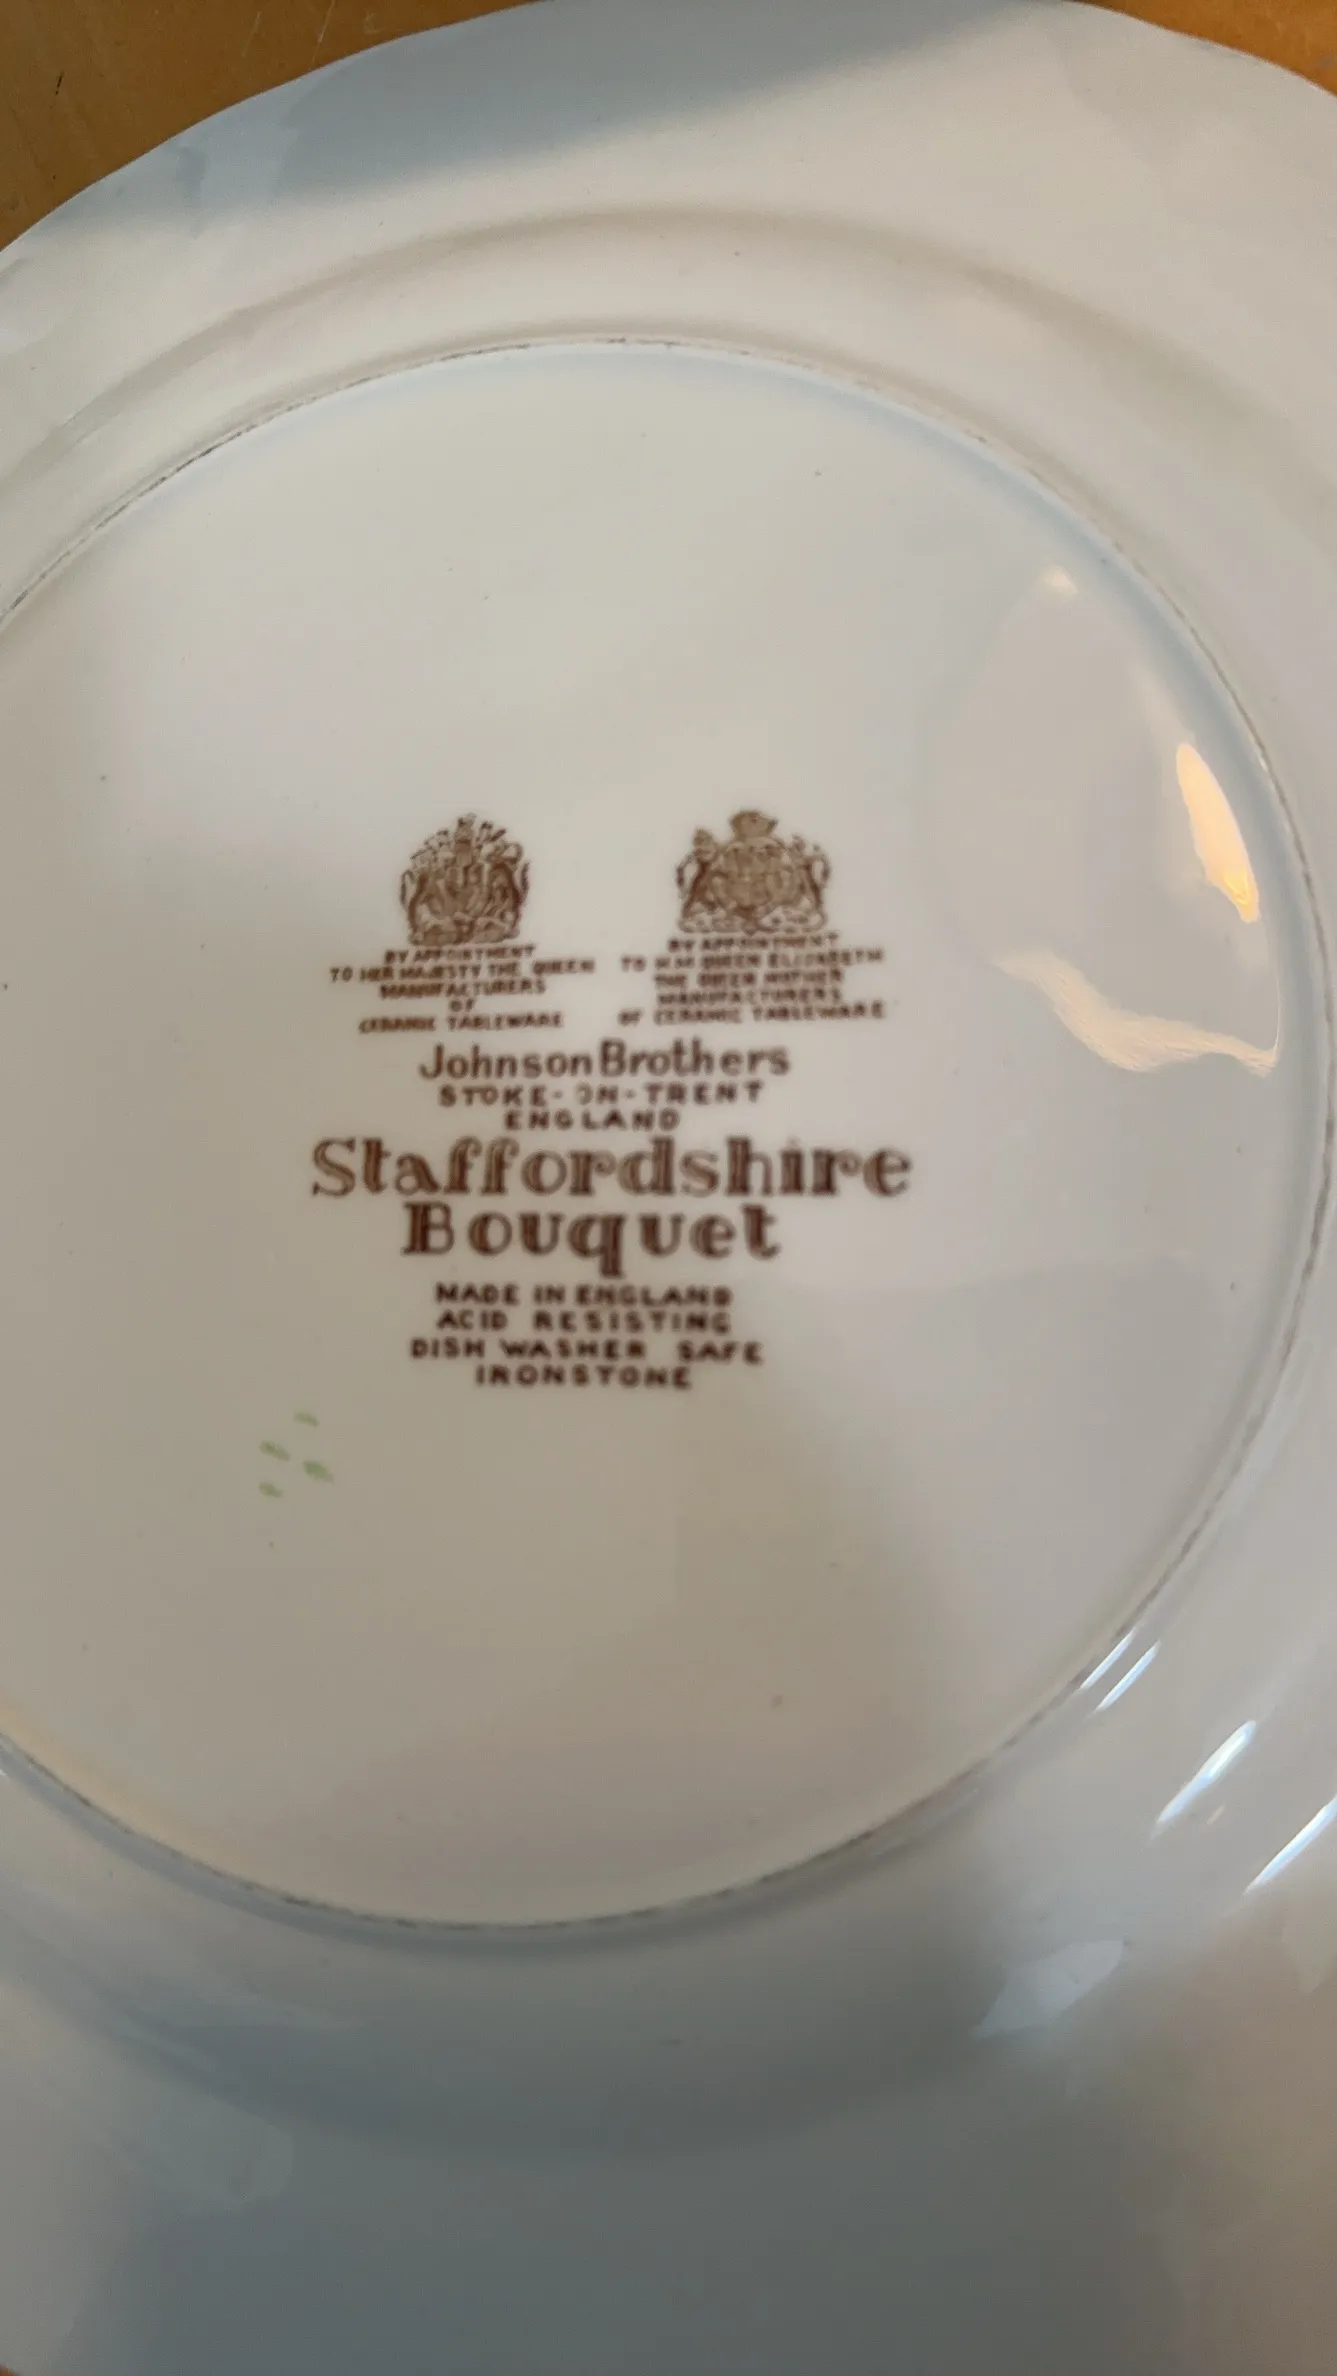 BY APPOINTMENT
TO HER MAJESTY THE QUEEN
MANUFACTURERS
OF
CERAMIC TABLEWARE
BY APPOINTMENT
TO H.M. QUEEN ELIZABETH
THE QUEEN MOTHER
MANUFACTURERS
OF CERAMIC TABLEWARE
Johnson Brothers
STOKE-ON-TRENT
ENGLAND
Staffordshire
Bouquet
MADE IN ENGLAND
ACID RESISTING
DISH WASHER SAFE
IRONSTONE